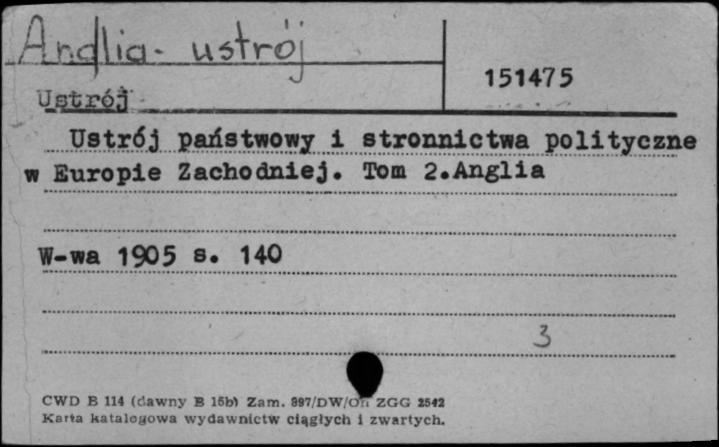 Anglia - ustrój
151475
Ustrój
Ustrój państwowy i stronnictwa polityczne
w Europie Zachodniej. Tom 2.Anglia
W-wa 1905 s. 140
3
CWD B 114 (dawny B 15b) Zam. 897/DW/ ZGG 2542
Karta katalogowa wydawnictw ciągłych i zwartych.